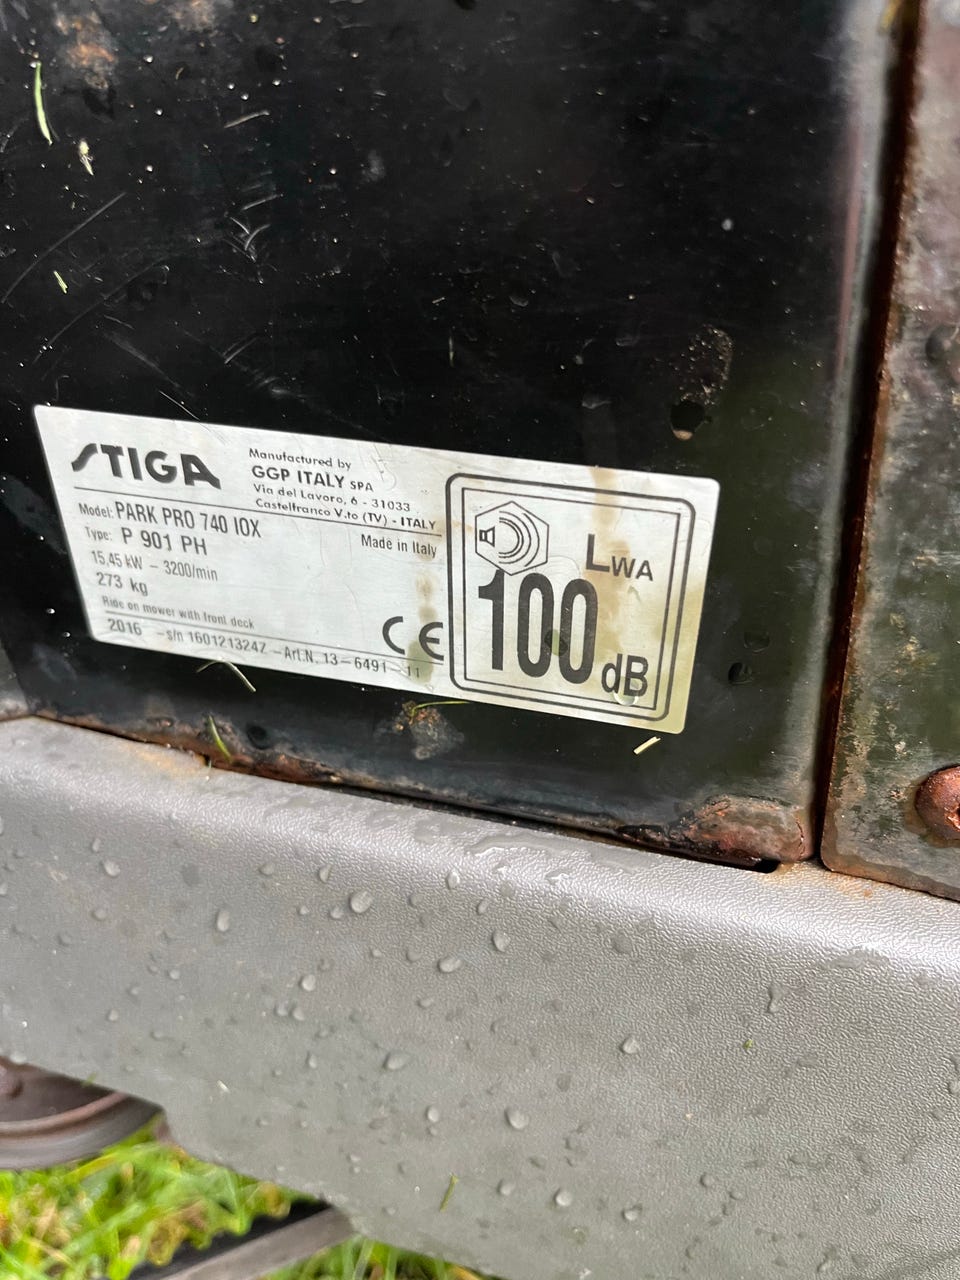 STIGA
Manufactured by
GGP ITALY SPA
Via del Lavoro, 6 - 31033
Castelfranco V.to (TV) - ITALY
Made in Italy
Model: PARK PRO 740 IOX
Type: P 901 PH
15,45 kW - 3200/min
273 kg
Ride on mower with front deck
2016 - s/n 160121324Z - Art.N. 13-6491-11
CE
LWA
100 dB